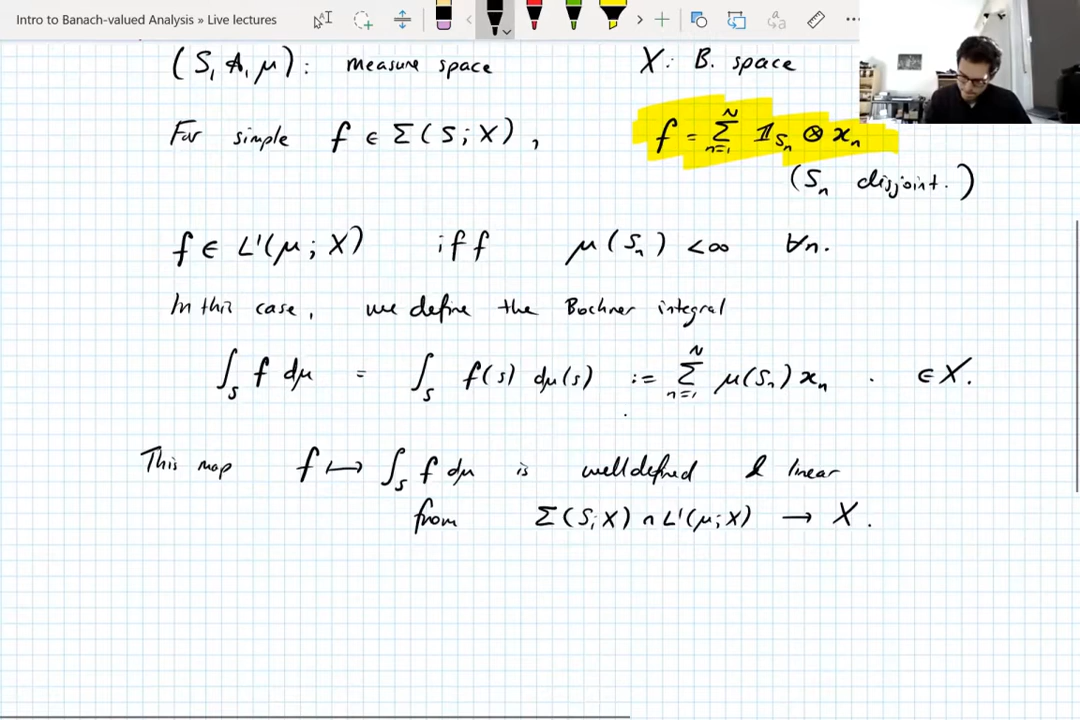 Intro to Banach-valued Analysis » Live lectures
(S, A, μ): measure space X: B. space
For simple f ∈ Σ(S; X), f = Σ_{n=1}^{N} 𝟙_{S_n} ⊗ x_n
(S_n disjoint.)
f ∈ L¹(μ; X) iff μ(S_n) < ∞ ∀n.
In this case, we define the Bochner integral
∫_S f dμ = ∫_S f(s) dμ(s) := Σ_{n=1}^{N} μ(S_n) x_n . ∈ X.
This map f ↦ ∫_S f dμ is welldefined & linear
from Σ(S; X) ∩ L¹(μ; X) → X.